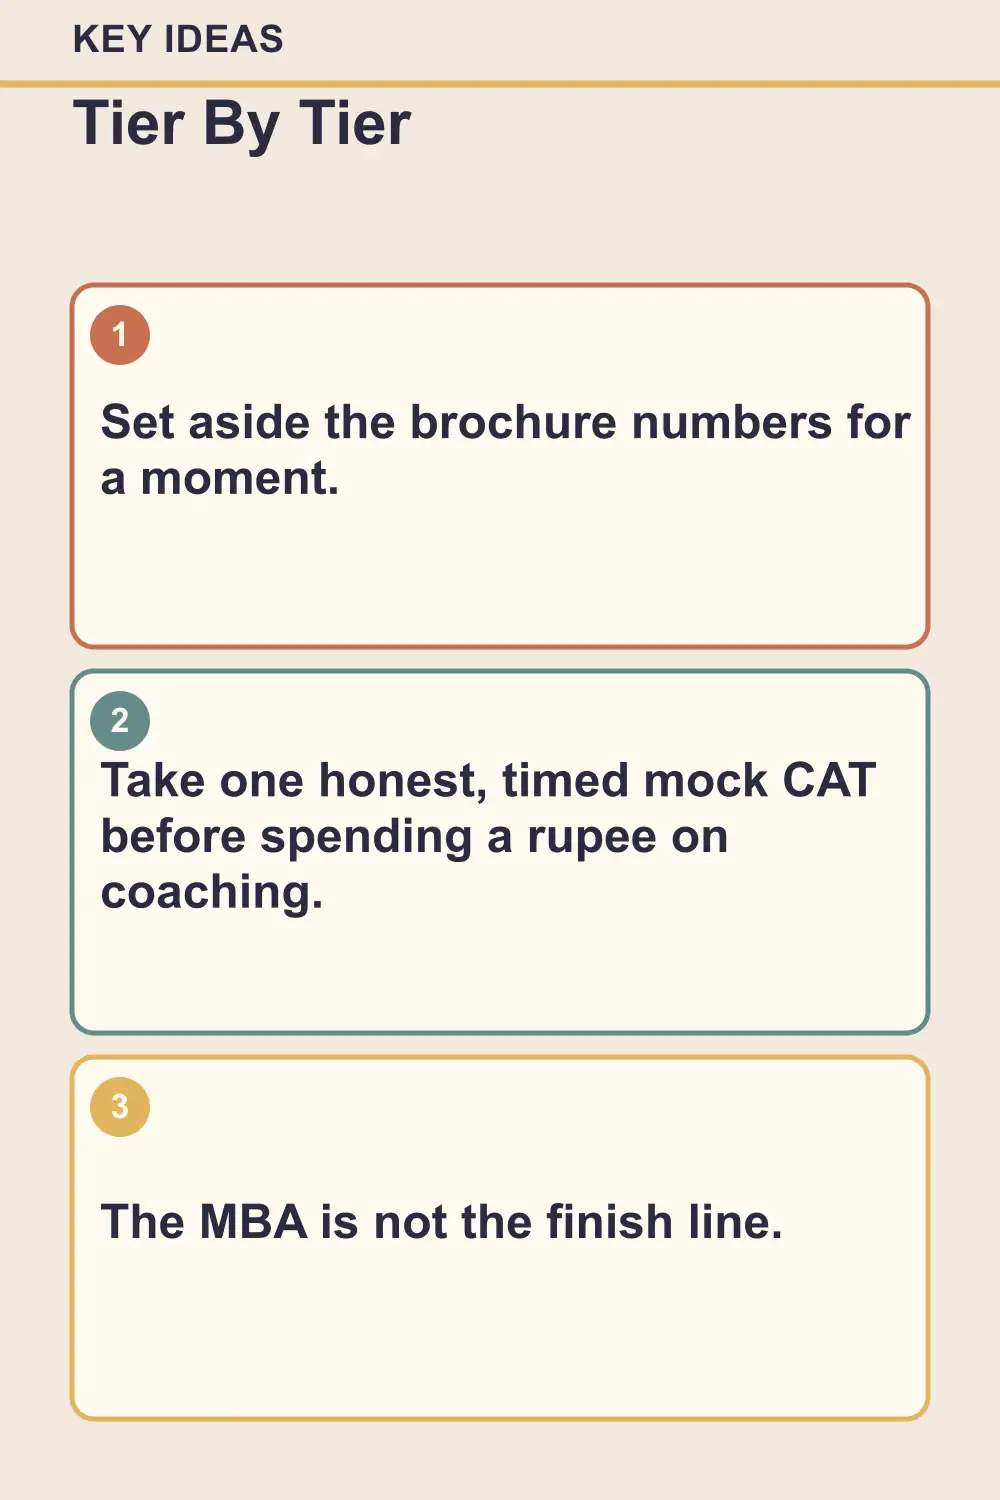 KEY IDEAS
Tier By Tier
1
Set aside the brochure numbers for
a moment.
2
Take one honest, timed mock CAT
before spending a rupee on
coaching.
3
The MBA is not the finish line.